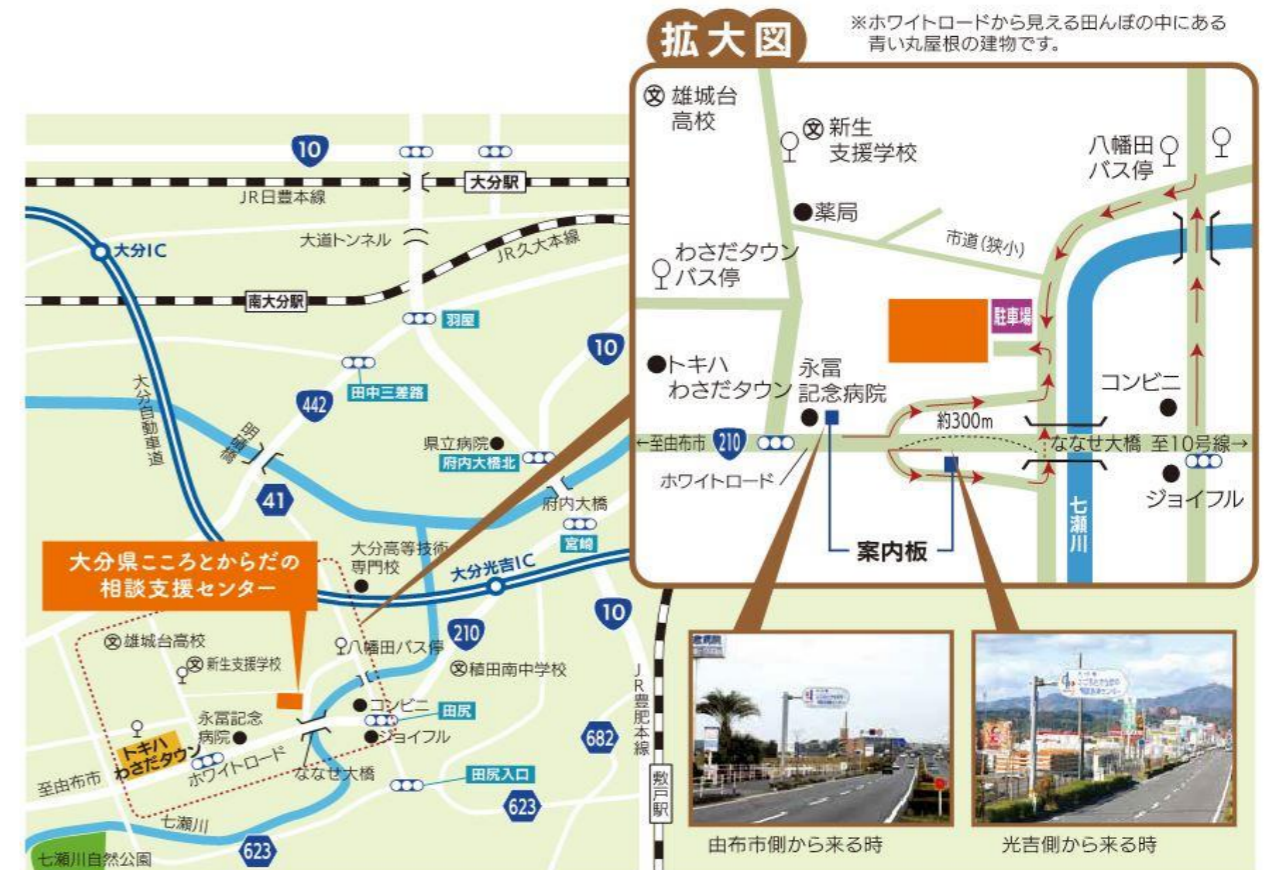 拡大図
※ホワイトロードから見える田んぼの中にある
青い丸屋根の建物です。
雄城台
高校
文
新生
支援学校
文
八幡田
バス停
薬局
市道(狭小)
わさだタウン
バス停
駐車場
トキハ
わさだタウン
永冨
記念病院
コンビニ
約300m
←至由布市
210
ななせ大橋
至10号線→
ホワイトロード
ジョイフル
七瀬川
案内板
由布市側から来る時
光吉側から来る時
10
大分駅
JR日豊本線
大分IC
大道トンネル
JR久大本線
南大分駅
羽屋
10
田中三差路
大分自動車道
442
明磧橋
県立病院
府内大橋北
41
府内大橋
宮崎
大分県こころとからだの
相談支援センター
大分高等技術
専門校
大分光吉IC
10
210
文
雄城台高校
八幡田バス停
文
新生支援学校
文
稙田南中学校
JR豊肥本線
永冨記念
病院
コンビニ
田尻
トキハ
わさだタウン
ジョイフル
682
ホワイトロード
ななせ大橋
至由布市
田尻入口
敷戸駅
623
七瀬川
623
七瀬川自然公園